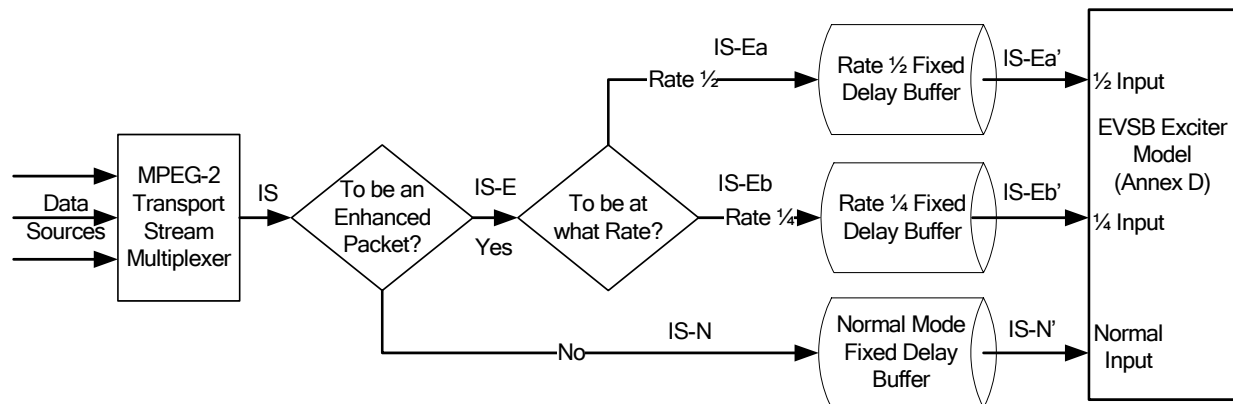 Data
Sources
MPEG-2
Transport
Stream
Multiplexer
IS
To be an
Enhanced
Packet?
IS-E
Yes
No
To be at
what Rate?
IS-Ea
Rate ½
Rate ½ Fixed
Delay Buffer
IS-Ea’
½ Input
IS-Eb
Rate ¼
Rate ¼ Fixed
Delay Buffer
IS-Eb’
¼ Input
IS-N
Normal Mode
Fixed Delay
Buffer
IS-N’
Normal
Input
EVSB Exciter
Model
(Annex D)